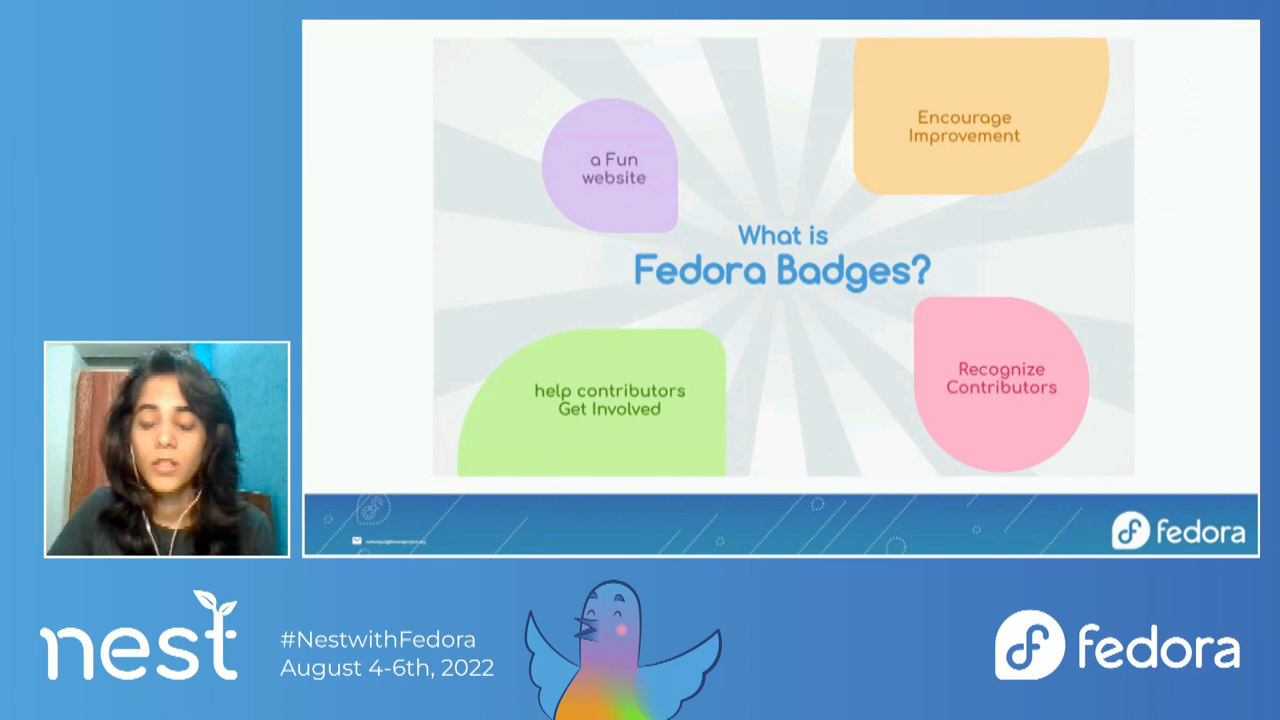 a Fun
website
Encourage
Improvement
What is
Fedora Badges?
help contributors
Get Involved
Recognize
Contributors
fedora
nest
#NestwithFedora
August 4-6th, 2022
fedora